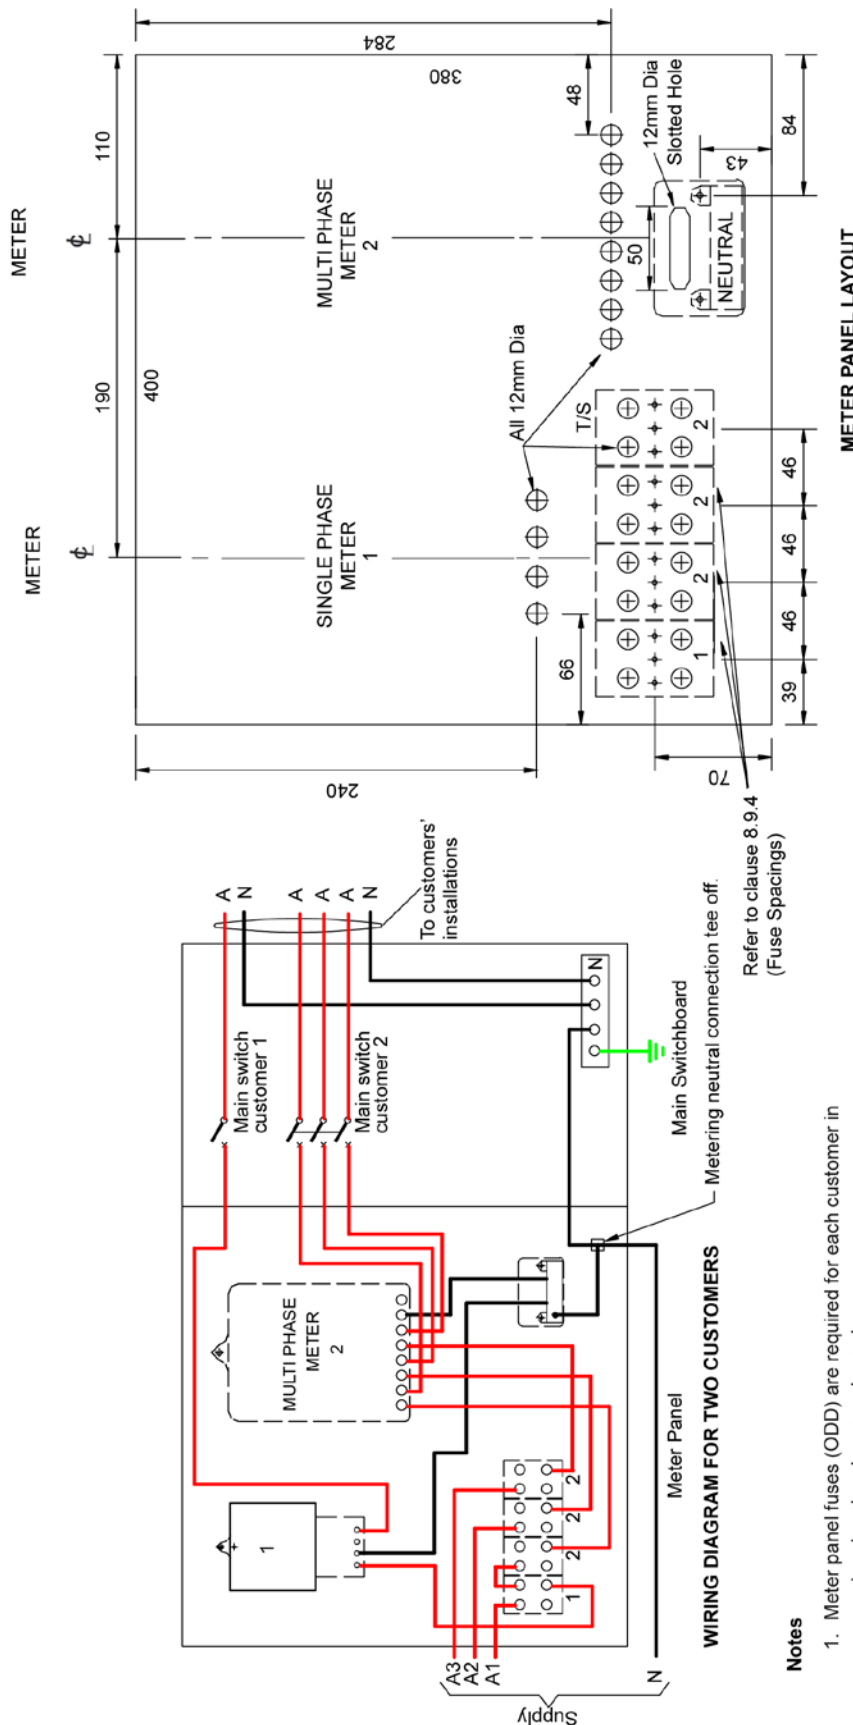 METER
METER
110
190
400
380
284
240
SINGLE PHASE
METER
1
MULTI PHASE
METER
2
All 12mm Dia
48
12mm Dia
Slotted Hole
50
NEUTRAL
43
84
T/S
66
1
2
2
2
39
46
46
46
70
METER PANEL LAYOUT
Refer to clause 8.9.4
(Fuse Spacings)
1
MULTI PHASE
METER
2
Main switch
customer 1
Main switch
customer 2
A
N
A
A
A
N
To customers'
installations
N
Main Switchboard
Metering neutral connection tee off.
1
2
2
2
A3
A2
A1
N
Supply
Meter Panel
WIRING DIAGRAM FOR TWO CUSTOMERS
Notes
1. Meter panel fuses (ODD) are required for each customer in